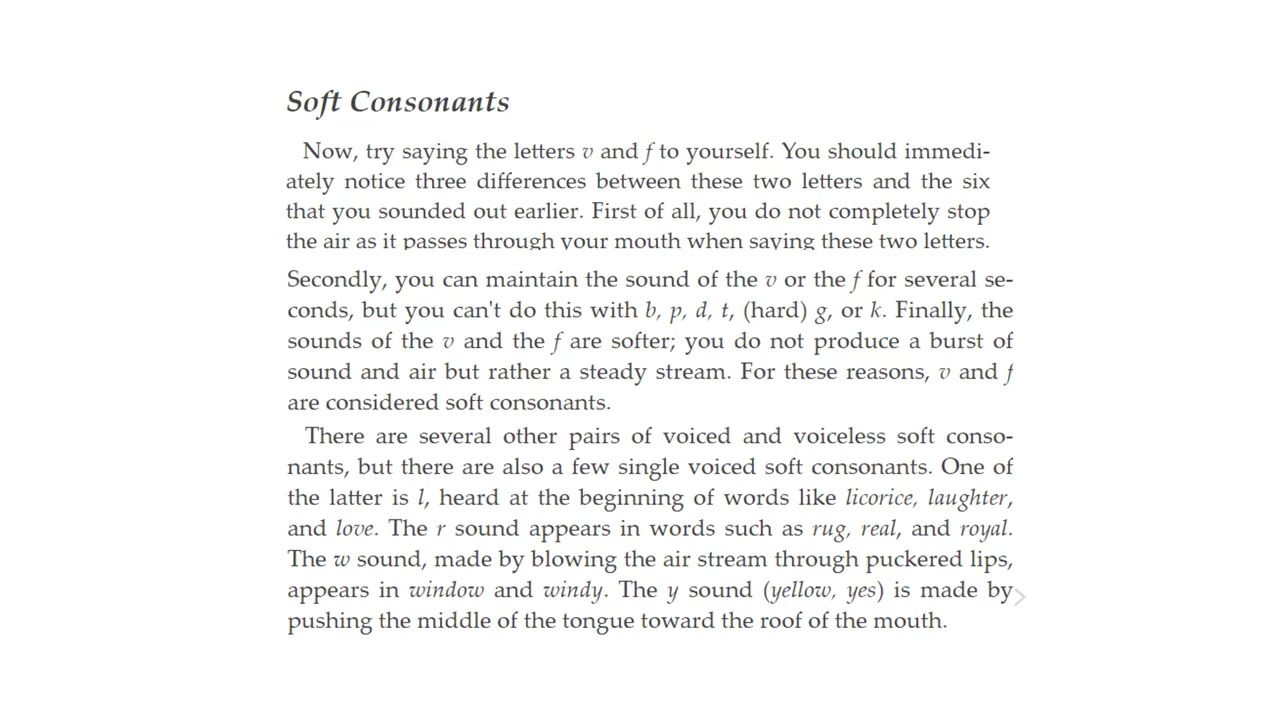 Soft Consonants
Now, try saying the letters v and f to yourself. You should immedi-
ately notice three differences between these two letters and the six
that you sounded out earlier. First of all, you do not completely stop
the air as it passes through your mouth when saying these two letters.
Secondly, you can maintain the sound of the v or the f for several se-
conds, but you can't do this with b, p, d, t, (hard) g, or k. Finally, the
sounds of the v and the f are softer; you do not produce a burst of
sound and air but rather a steady stream. For these reasons, v and f
are considered soft consonants.
There are several other pairs of voiced and voiceless soft conso-
nants, but there are also a few single voiced soft consonants. One of
the latter is l, heard at the beginning of words like licorice, laughter,
and love. The r sound appears in words such as rug, real, and royal.
The w sound, made by blowing the air stream through puckered lips,
appears in window and windy. The y sound (yellow, yes) is made by
pushing the middle of the tongue toward the roof of the mouth.